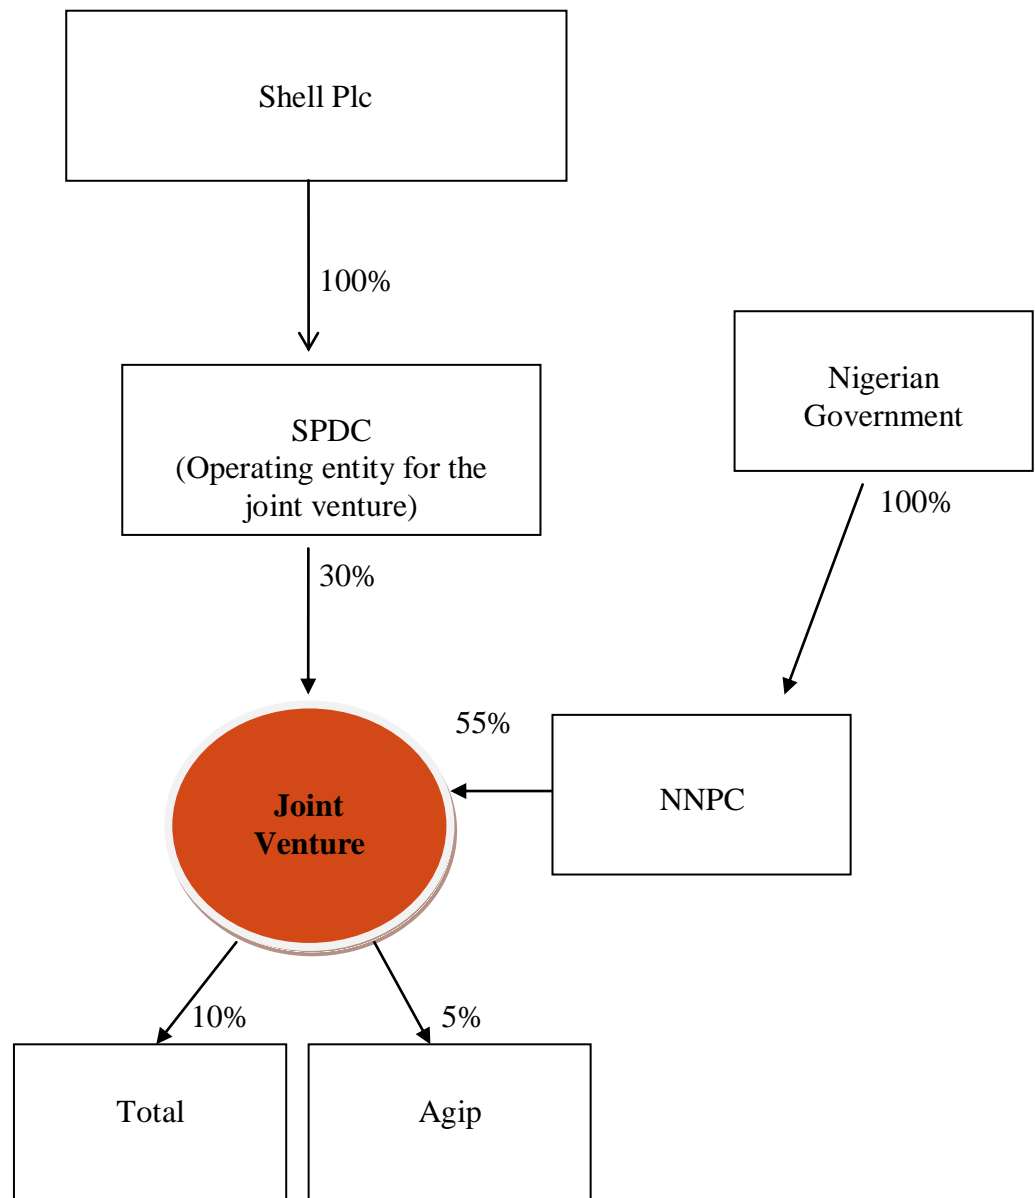 Shell Plc
100%
Nigerian
Government
SPDC
(Operating entity for the
joint venture)
100%
30%
55%
NNPC
Joint
Venture
10%
5%
Total
Agip